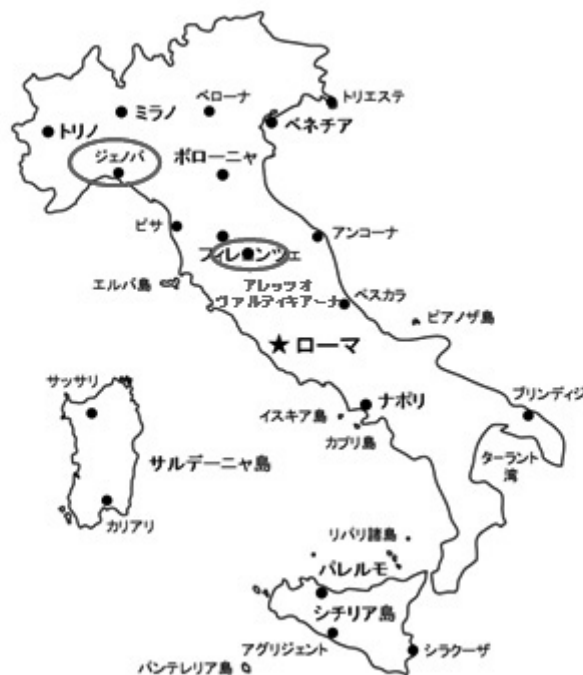 トリエステ
ベローナ
ミラノ
ベネチア
トリノ
ジェノバ
ボローニャ
ピサ
アンコーナ
フィレンツェ
エルバ島
アレッツオ
ヴァルティキアーナ
ペスカラ
ピアノザ島
★ローマ
サッサリ
ナポリ
ブリンディジ
イスキア島
カプリ島
ターラント
湾
サルデーニャ島
カリアリ
リパリ諸島
パレルモ
シチリア島
アグリジェント
シラクーザ
パンテレリア島